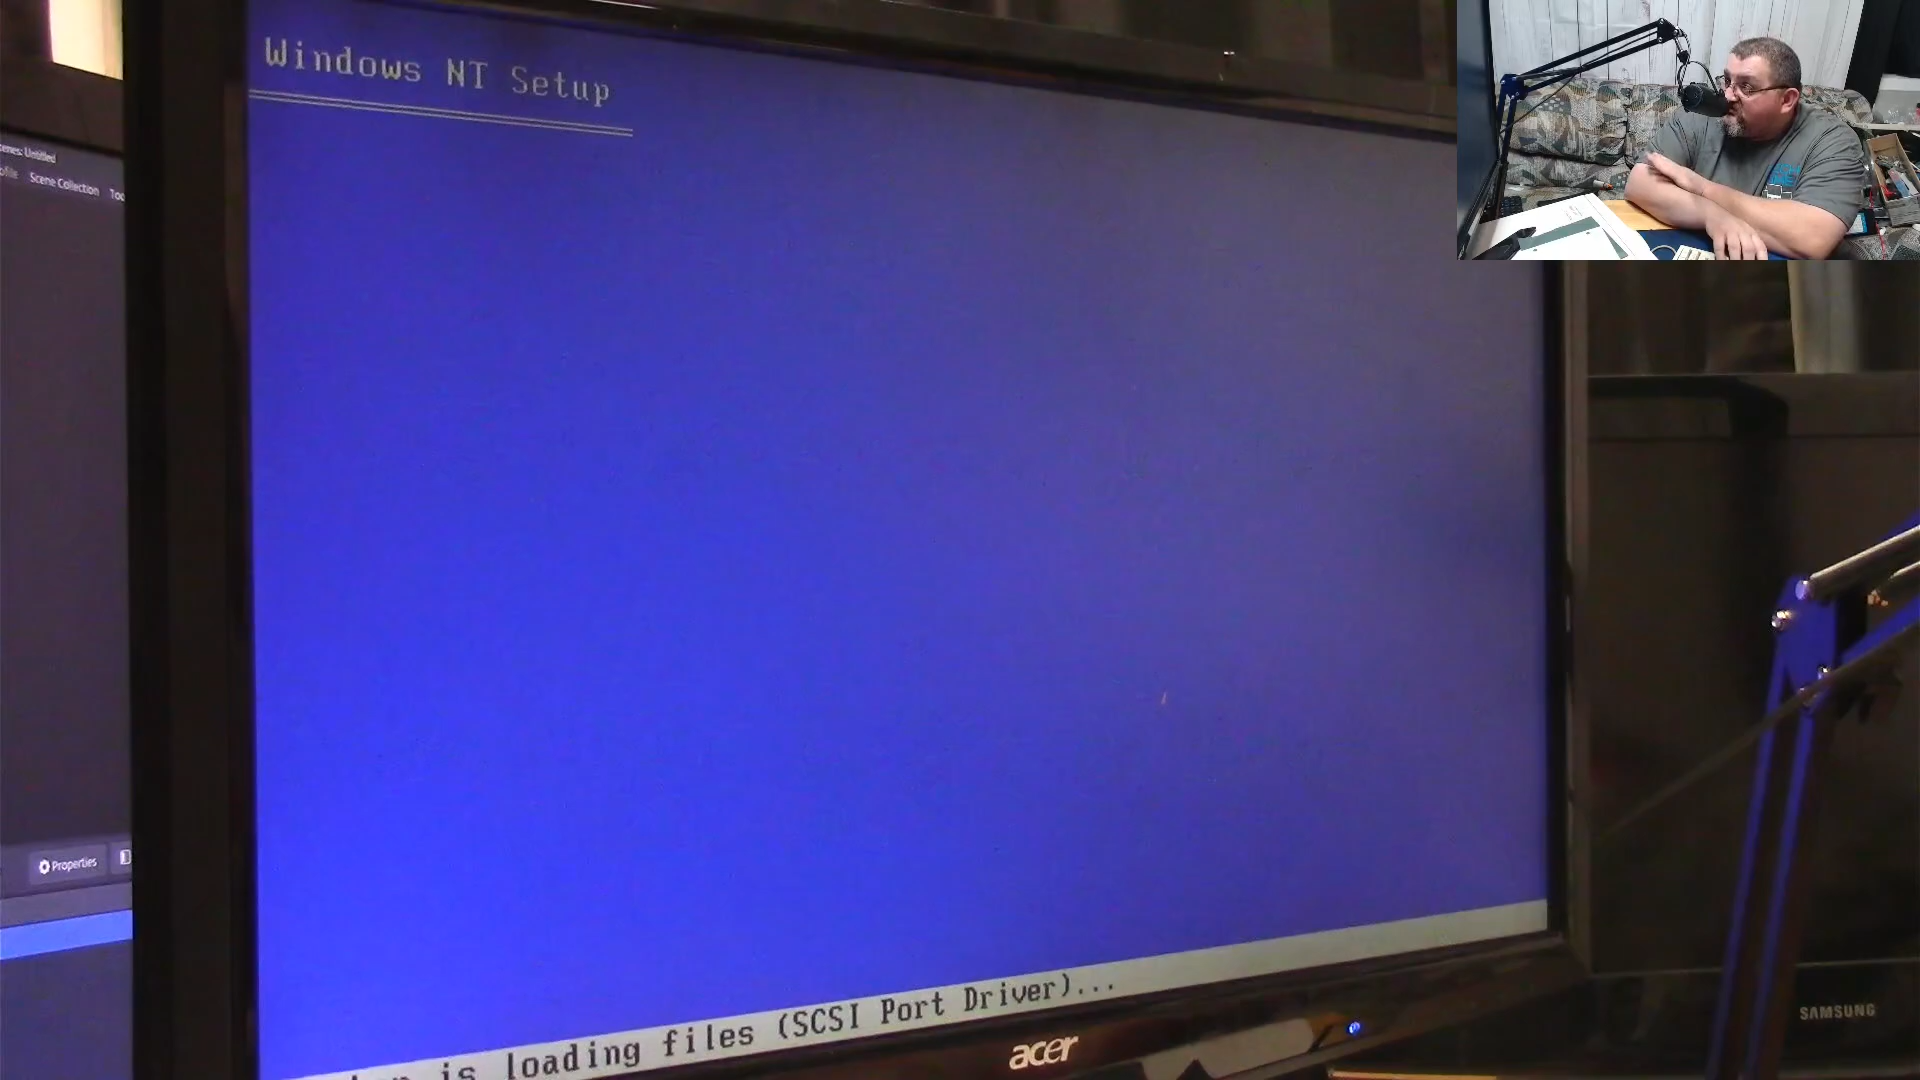 Windows NT Setup
Scene Collection
Properties
is loading files (SCSI Port Driver)...
acer
SAMSUNG